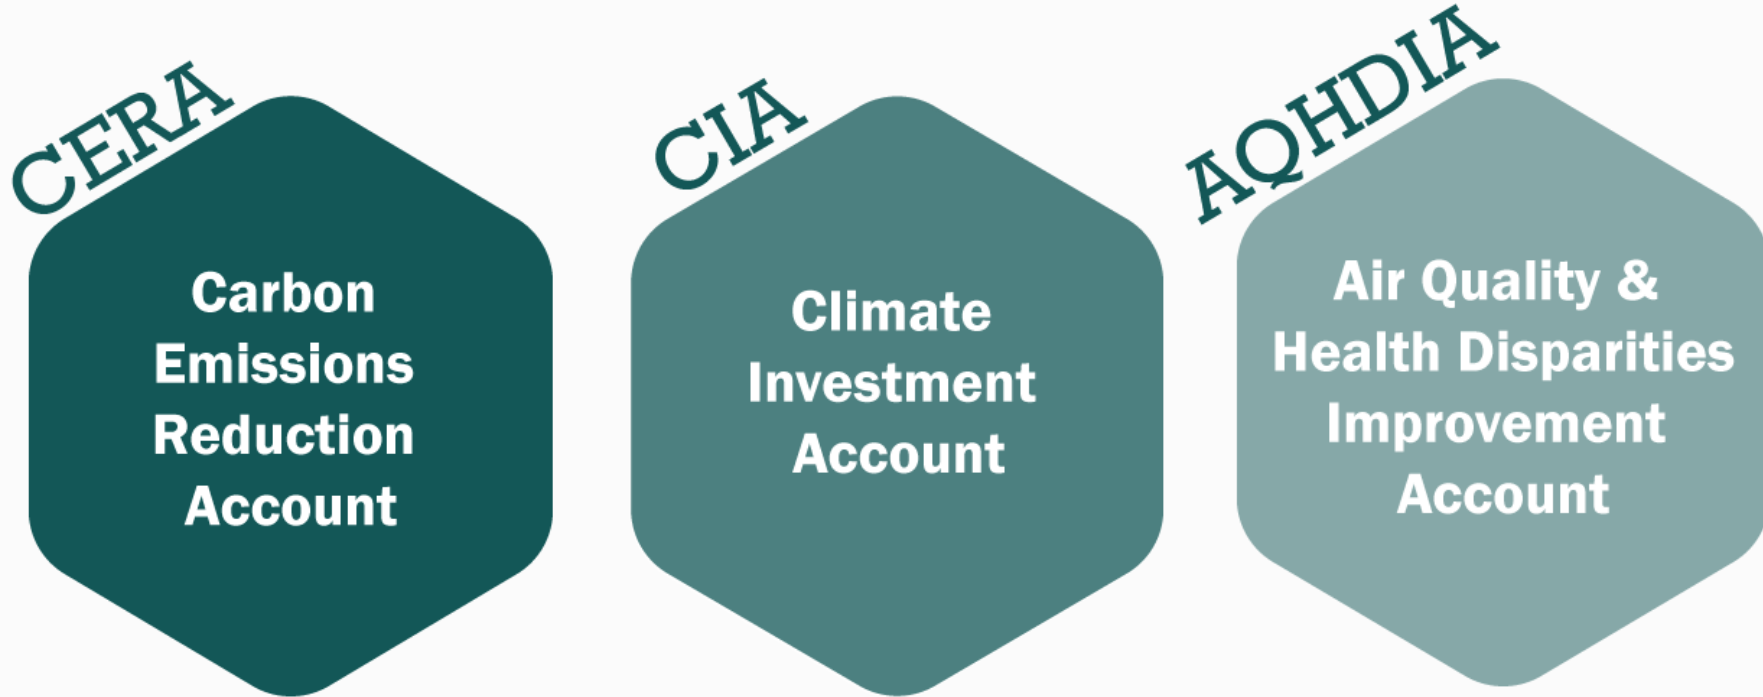 CERA
Carbon
Emissions
Reduction
Account
CIA
Climate
Investment
Account
AQHDIA
Air Quality &
Health Disparities
Improvement
Account